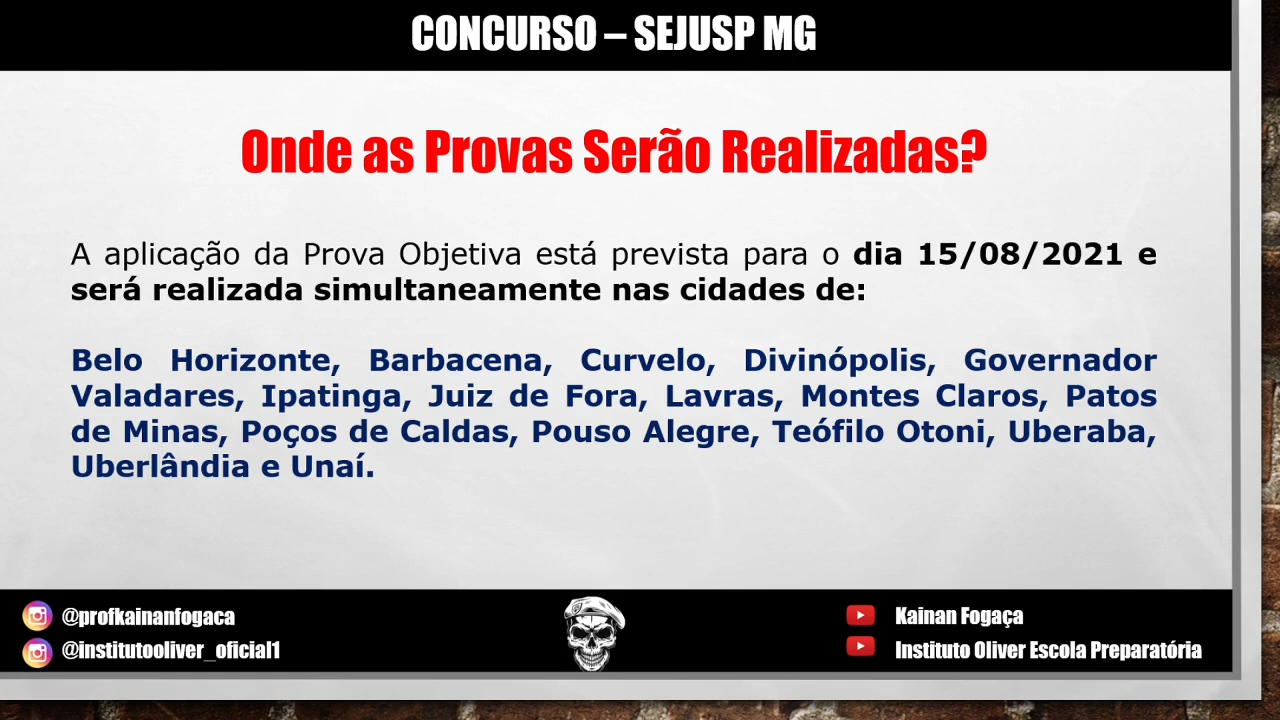 CONCURSO – SEJUSP MG
Onde as Provas Serão Realizadas?
A aplicação da Prova Objetiva está prevista para o dia 15/08/2021 e
será realizada simultaneamente nas cidades de:
Belo Horizonte, Barbacena, Curvelo, Divinópolis, Governador
Valadares, Ipatinga, Juiz de Fora, Lavras, Montes Claros, Patos
de Minas, Poços de Caldas, Pouso Alegre, Teófilo Otoni, Uberaba,
Uberlândia e Unaí.
@profkainanfogaca
@institutooliver_oficial1
Kainan Fogaça
Instituto Oliver Escola Preparatória